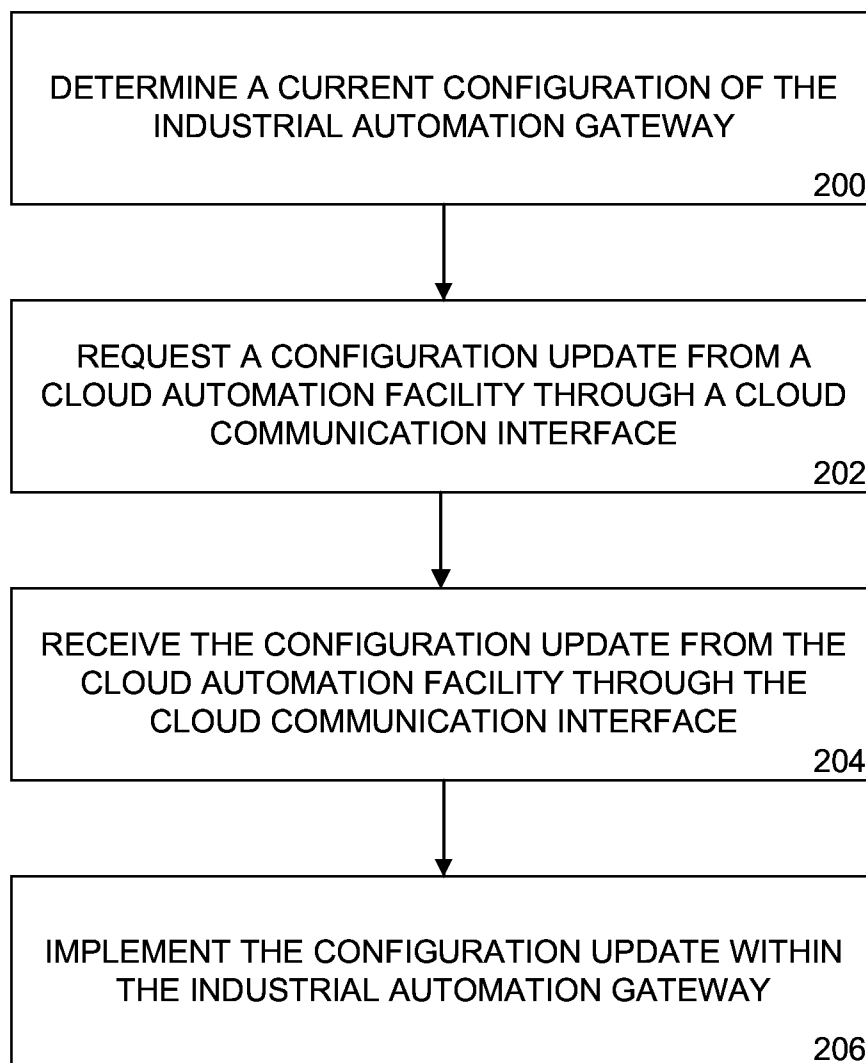 DETERMINE A CURRENT CONFIGURATION OF THE
INDUSTRIAL AUTOMATION GATEWAY
200
REQUEST A CONFIGURATION UPDATE FROM A
CLOUD AUTOMATION FACILITY THROUGH A CLOUD
COMMUNICATION INTERFACE
202
RECEIVE THE CONFIGURATION UPDATE FROM THE
CLOUD AUTOMATION FACILITY THROUGH THE
CLOUD COMMUNICATION INTERFACE
204
IMPLEMENT THE CONFIGURATION UPDATE WITHIN
THE INDUSTRIAL AUTOMATION GATEWAY
206